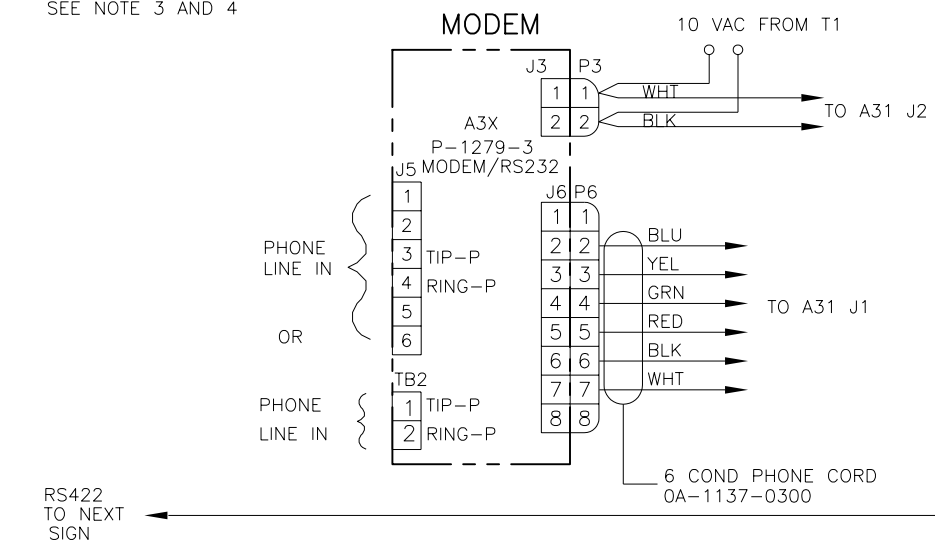 SEE NOTE 3 AND 4
MODEM
10 VAC FROM T1
J3 P3
1 1 WHT
2 2 BLK
TO A31 J2
A3X
P-1279-3
MODEM/RS232
J5
1
2
3 TIP-P
4 RING-P
5
6
PHONE
LINE IN
OR
TB2
1 TIP-P
2 RING-P
PHONE
LINE IN
J6 P6
1 1
2 2 BLU
3 3 YEL
4 4 GRN
5 5 RED
6 6 BLK
7 7 WHT
8 8
TO A31 J1
6 COND PHONE CORD
0A-1137-0300
RS422
TO NEXT
SIGN